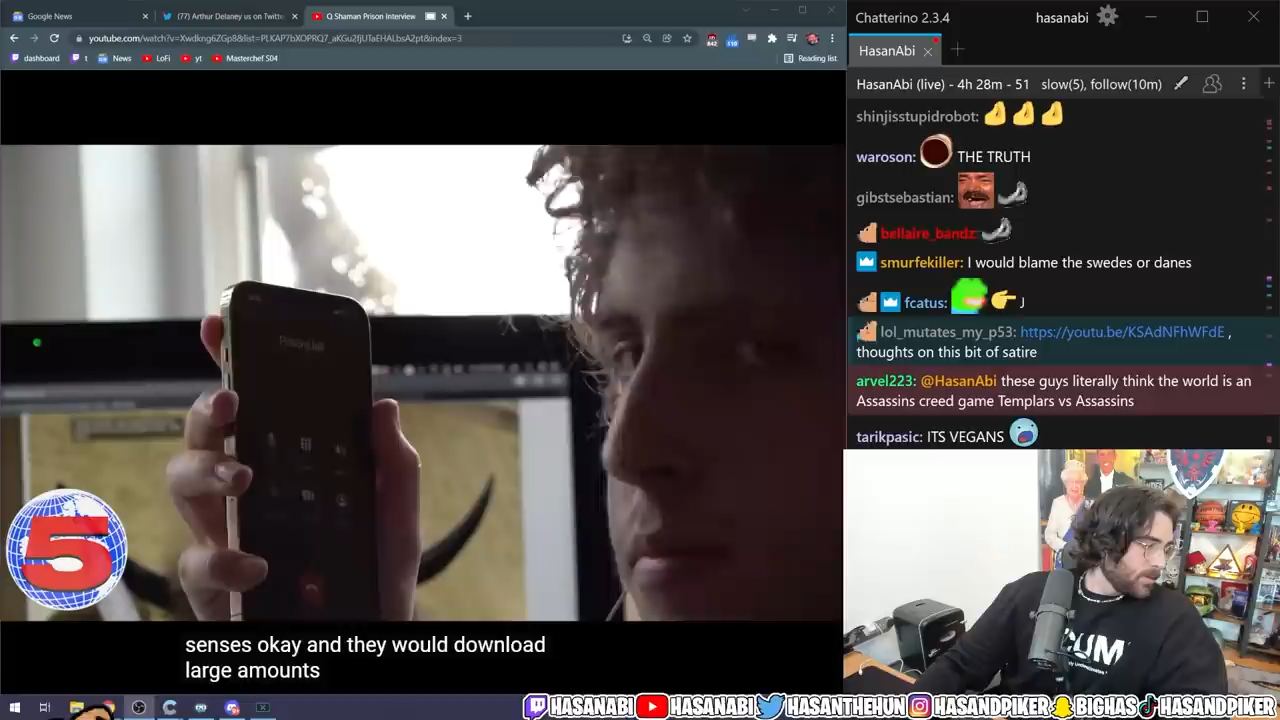 Google News
(77) Arthur Delaney us on Twitte
Q Shaman Prison Interview
youtube.com/watch?v=Xwdkng6ZGp8&list=PLKAP7bXOPRQ7_aKGu2fjUTaEHALbsA2pt&index=3
642
110
dashboard
t
News
LoFi
yt
Masterchef S04
Reading list
5
senses okay and they would download
large amounts
Chatterino 2.3.4
hasanabi
HasanAbi
HasanAbi (live) - 4h 28m - 51
slow(5), follow(10m)
shinjisstupidrobot:
waroson: THE TRUTH
gibstsebastian:
bellaire_bandz:
smurfekiller: I would blame the swedes or danes
fcatus: J
lol_mutates_my_p53: https://youtu.be/KSAdNFhWFdE ,
thoughts on this bit of satire
arvel223: @HasanAbi these guys literally think the world is an
Assassins creed game Templars vs Assassins
tarikpasic: ITS VEGANS
CUM
HASANABI
HASANABI
HASANTHEHUN
HASANDPIKER
BIGHAS
HASANDPIKER